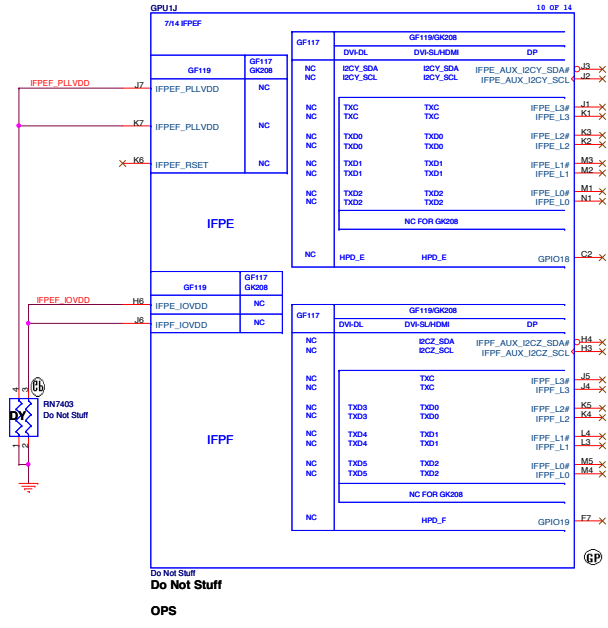 GPU1J
10 OF 14
7/14 IFPEF
GF119
GF117
GK208
IFPEF_PLLVDD
J7
IFPEF_PLLVDD
NC
K7
IFPEF_PLLVDD
NC
K6
IFPEF_RSET
NC
GF117
GF119/GK208
DVI-DL
DVI-SL/HDMI
DP
NC
I2CY_SDA
I2CY_SDA
IFPE_AUX_I2CY_SDA#
J3
NC
I2CY_SCL
I2CY_SCL
IFPE_AUX_I2CY_SCL
J2
NC
TXC
TXC
IFPE_L3#
J1
NC
TXC
TXC
IFPE_L3
K1
NC
TXD0
TXD0
IFPE_L2#
K3
NC
TXD0
TXD0
IFPE_L2
K2
NC
TXD1
TXD1
IFPE_L1#
M3
NC
TXD1
TXD1
IFPE_L1
M2
NC
TXD2
TXD2
IFPE_L0#
M1
NC
TXD2
TXD2
IFPE_L0
N1
NC FOR GK208
IFPE
NC
HPD_E
HPD_E
GPIO18
C2
GF119
GF117
GK208
IFPEF_IOVDD
H6
IFPE_IOVDD
NC
J6
IFPF_IOVDD
NC
GF117
GF119/GK208
DVI-DL
DVI-SL/HDMI
DP
NC
I2CZ_SDA
IFPF_AUX_I2CZ_SDA#
H4
NC
I2CZ_SCL
IFPF_AUX_I2CZ_SCL
H3
NC
TXC
IFPF_L3#
J5
NC
TXC
IFPF_L3
J4
NC
TXD3
TXD0
IFPF_L2#
K5
NC
TXD3
TXD0
IFPF_L2
K4
NC
TXD4
TXD1
IFPF_L1#
L4
NC
TXD4
TXD1
IFPF_L1
L3
NC
TXD5
TXD2
IFPF_L0#
M5
NC
TXD5
TXD2
IFPF_L0
M4
NC FOR GK208
IFPF
NC
HPD_F
GPIO19
F7
4
3
RN7403
DY
Do Not Stuff
1
2
GP
Do Not Stuff
Do Not Stuff
OPS